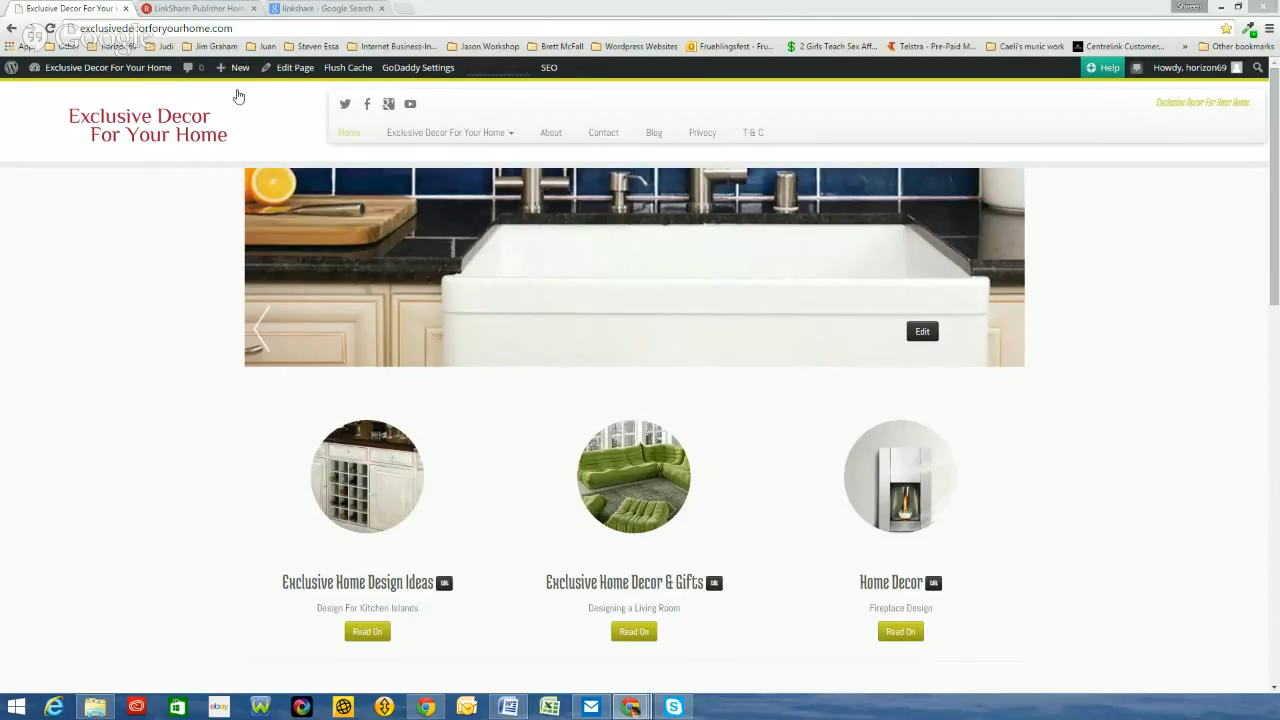 Exclusive Decor For Your H
LinkShare: Publisher Hom
linkshare - Google Search
Shireen
exclusivedecorforyourhome.com
Google
Apps
Judi
Jim Graham
Juan
Steven Essa
Internet Business-In...
Jason Workshop
Brett McFall
Wordpress Websites
Fruehlingsfest - Fru...
2 Girls Teach Sex Aff...
Telstra - Pre-Paid M...
Caeli's music work
Centrelink Customer...
»
Other bookmarks
Exclusive Decor For Your Home
0
New
Edit Page
Flush Cache
GoDaddy Settings
SEO
Help
Howdy, horizon69
Exclusive Decor
For Your Home
Exclusive Decor For Your Home
Home
Exclusive Decor For Your Home
About
Contact
Blog
Privacy
T & C
Edit
Exclusive Home Design Ideas
Exclusive Home Decor & Gifts
Home Decor
Design For Kitchen Islands
Designing a Living Room
Fireplace Design
Read On
Read On
Read On
ebay